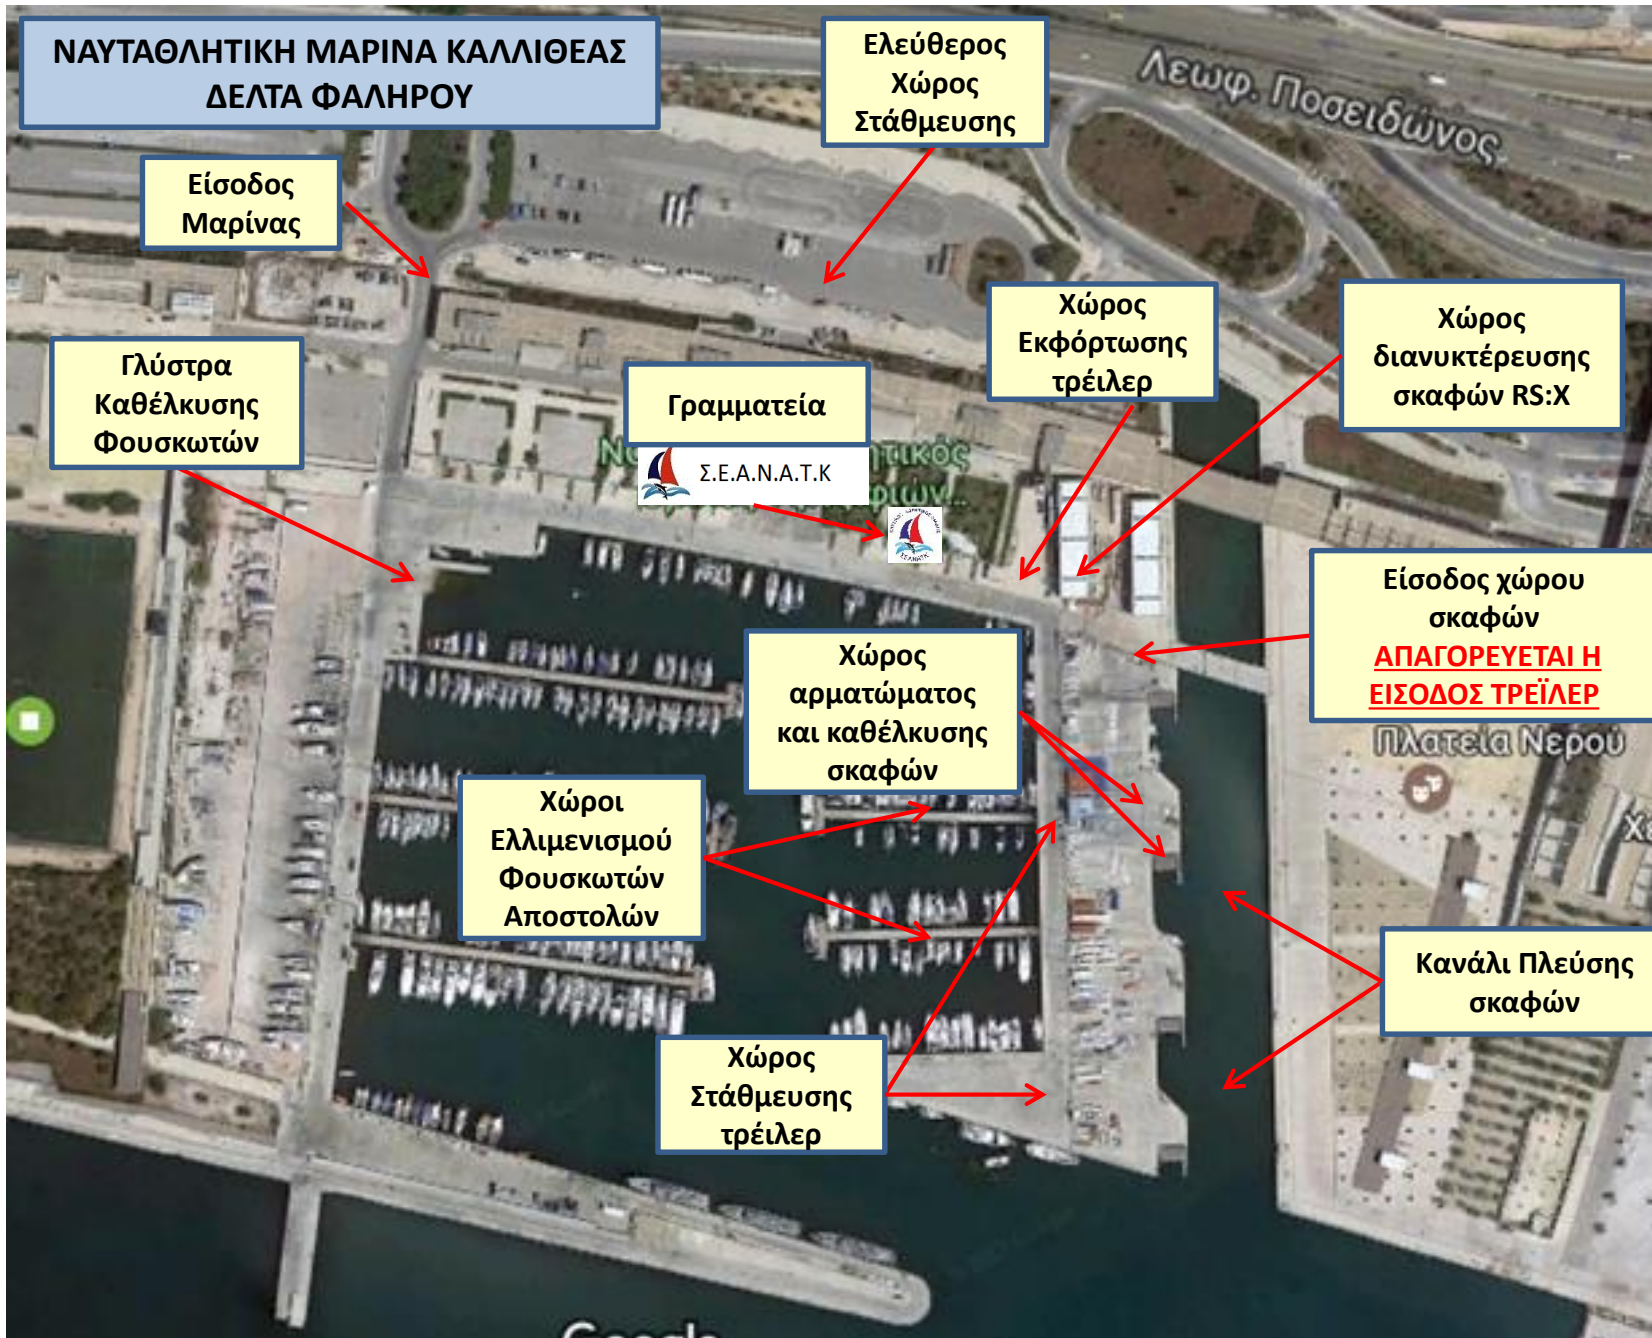 ΝΑΥΤΑΘΛΗΤΙΚΗ ΜΑΡΙΝΑ ΚΑΛΛΙΘΕΑΣ
ΔΕΛΤΑ ΦΑΛΗΡΟΥ
Ελεύθερος
Χώρος
Στάθμευσης
Λεωφ. Ποσειδώνος
Είσοδος
Μαρίνας
Χώρος
Εκφόρτωσης
τρέιλερ
Χώρος
διανυκτέρευσης
σκαφών RS:X
Γλύστρα
Καθέλκυσης
Φουσκωτών
Γραμματεία
Σ.Ε.Α.Ν.Α.Τ.Κ
Είσοδος χώρου
σκαφών
ΑΠΑΓΟΡΕΥΕΤΑΙ Η
ΕΙΣΟΔΟΣ ΤΡΕΪΛΕΡ
Χώρος
αρματώματος
και καθέλκυσης
σκαφών
Πλατεία Νερού
Χώροι
Ελλιμενισμού
Φουσκωτών
Αποστολών
Κανάλι Πλεύσης
σκαφών
Χώρος
Στάθμευσης
τρέιλερ
Google